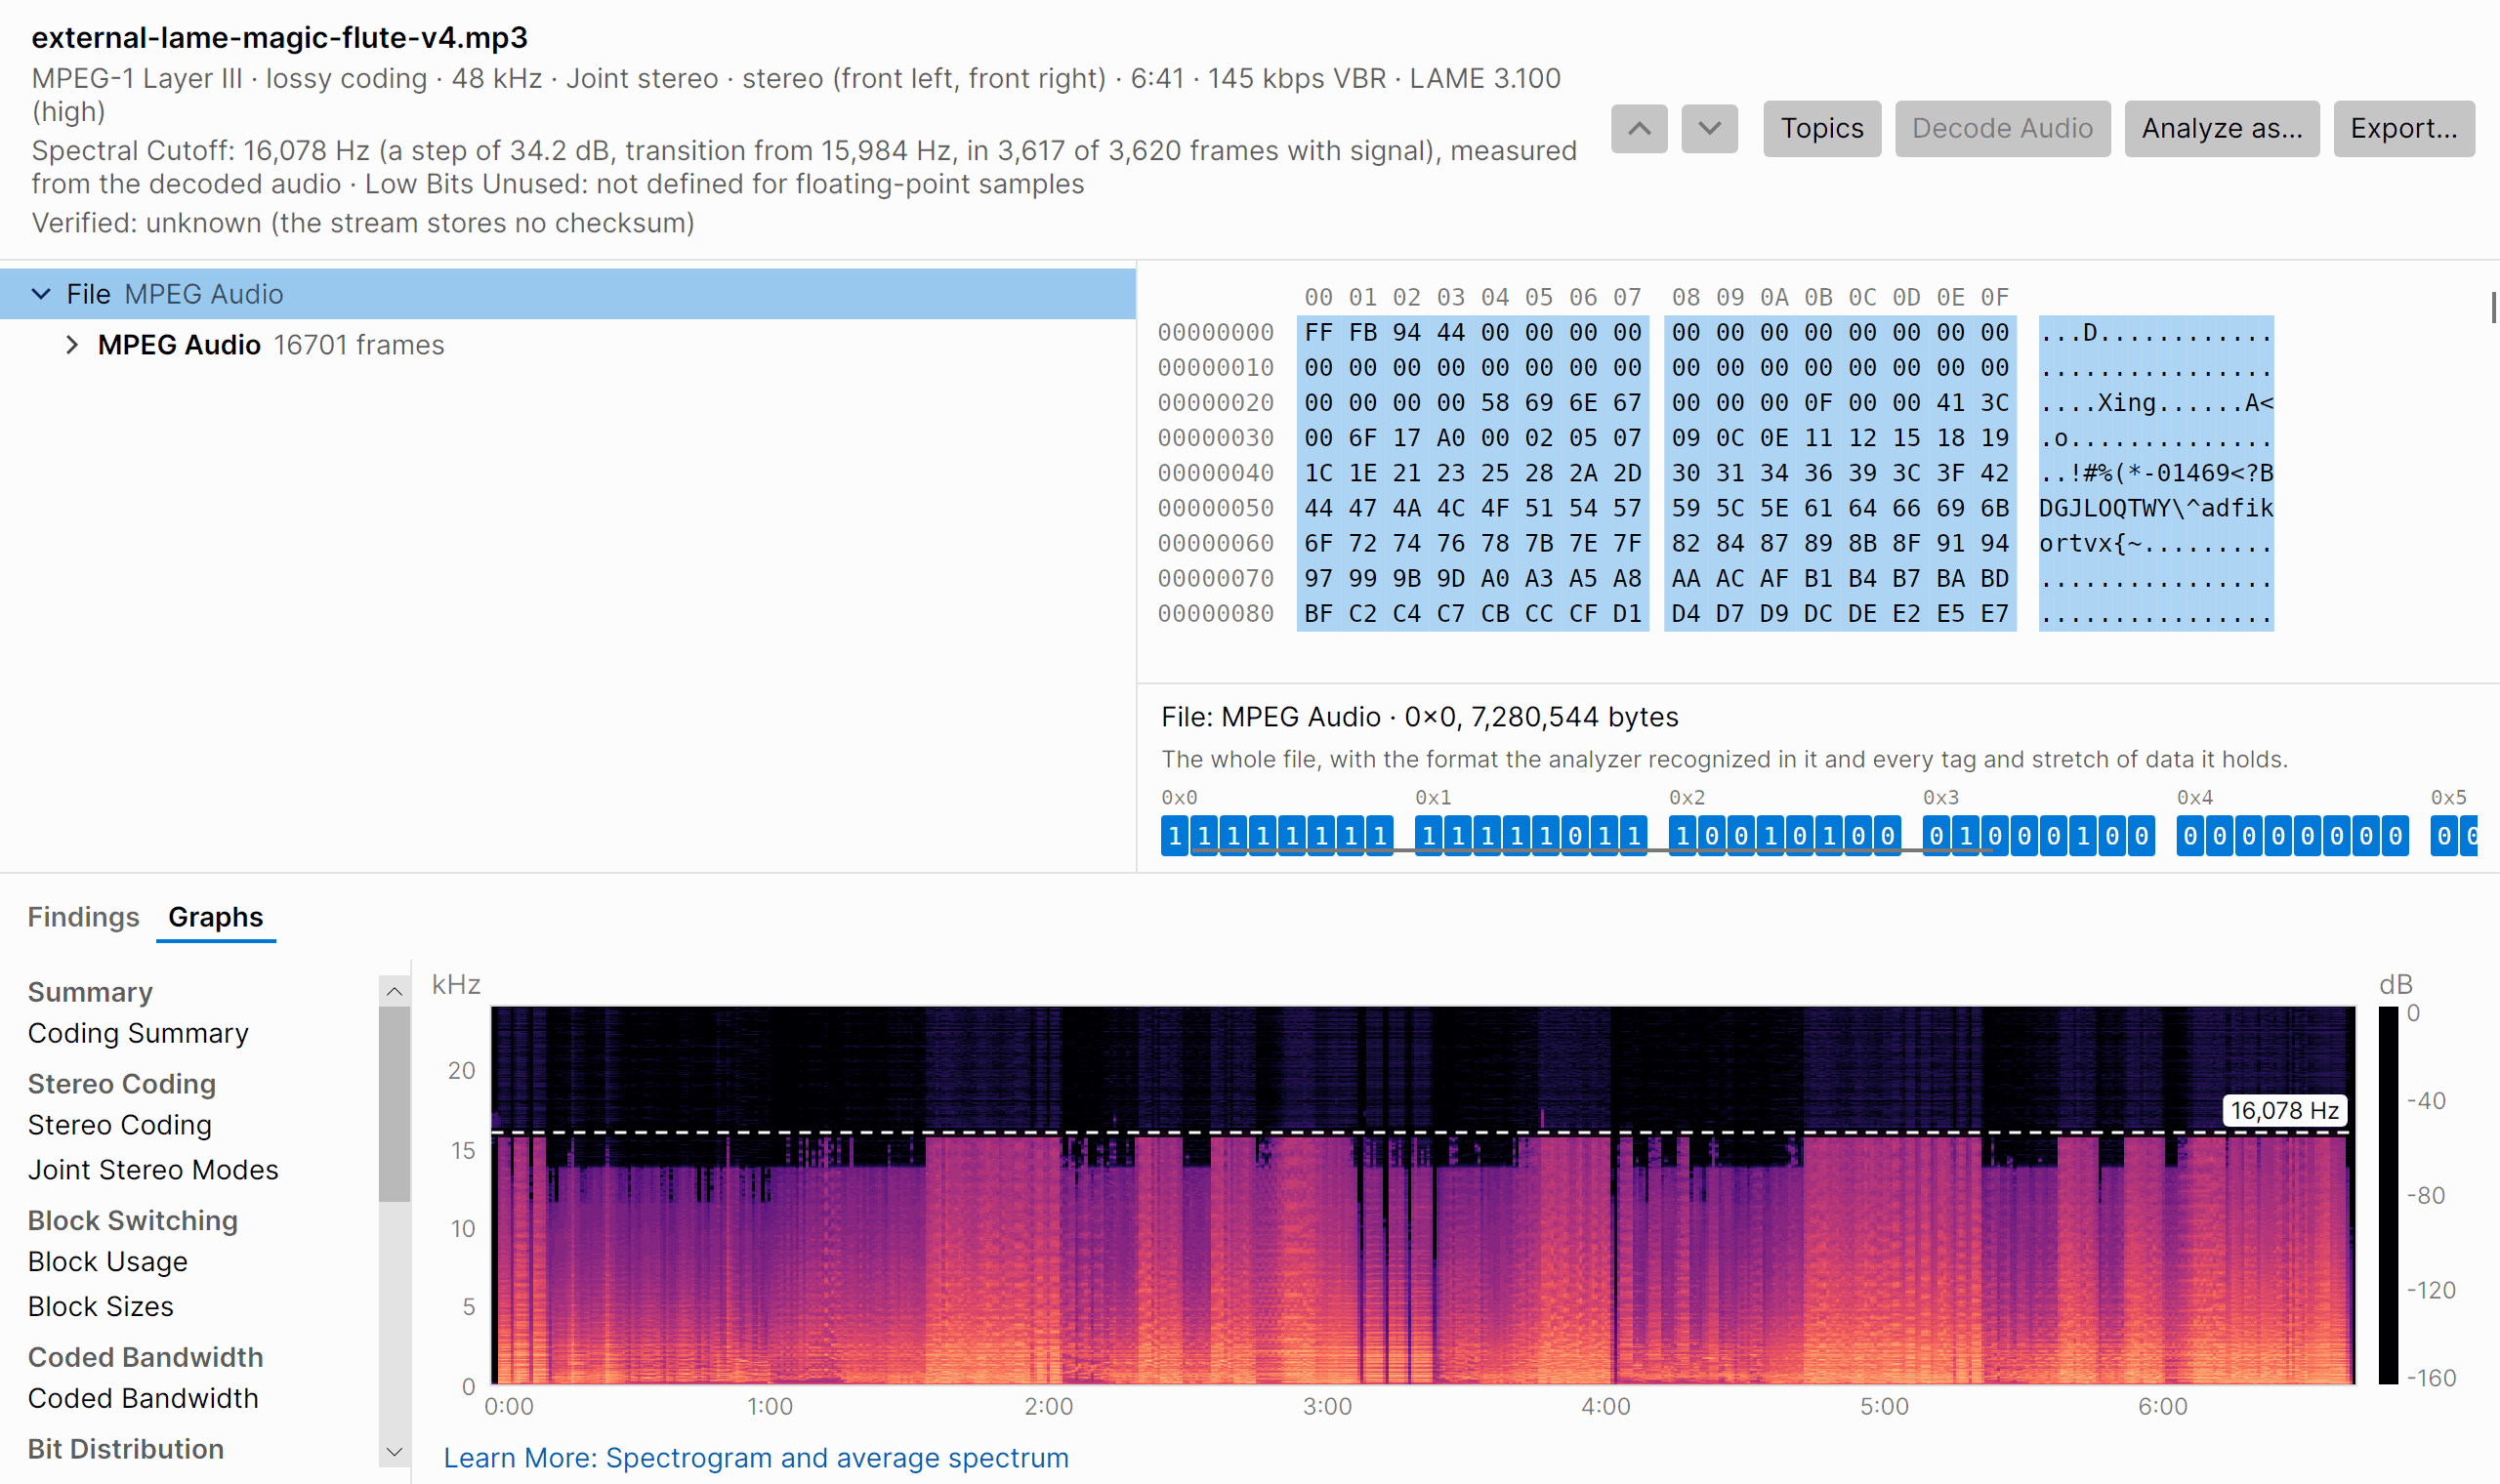 external-lame-magic-flute-v4.mp3
MPEG-1 Layer III · lossy coding · 48 kHz · Joint stereo · stereo (front left, front right) · 6:41 · 145 kbps VBR · LAME 3.100
(high)
Spectral Cutoff: 16,078 Hz (a step of 34.2 dB, transition from 15,984 Hz, in 3,617 of 3,620 frames with signal), measured
from the decoded audio · Low Bits Unused: not defined for floating-point samples
Verified: unknown (the stream stores no checksum)
Topics
Decode Audio
Analyze as...
Export...
File MPEG Audio
MPEG Audio 16701 frames
00 01 02 03 04 05 06 07 08 09 0A 0B 0C 0D 0E 0F
00000000 FF FB 94 44 00 00 00 00 00 00 00 00 00 00 00 00 ...D............
00000010 00 00 00 00 00 00 00 00 00 00 00 00 00 00 00 00 ................
00000020 00 00 00 00 58 69 6E 67 00 00 00 0F 00 00 41 3C ....Xing......A<
00000030 00 6F 17 A0 00 02 05 07 09 0C 0E 11 12 15 18 19 .o..............
00000040 1C 1E 21 23 25 28 2A 2D 30 31 34 36 39 3C 3F 42 ..!#%(*-01469<?B
00000050 44 47 4A 4C 4F 51 54 57 59 5C 5E 61 64 66 69 6B DGJLOQTWY\^adfik
00000060 6F 72 74 76 78 7B 7E 7F 82 84 87 89 8B 8F 91 94 ortvx{~.........
00000070 97 99 9B 9D A0 A3 A5 A8 AA AC AF B1 B4 B7 BA BD ................
00000080 BF C2 C4 C7 CB CC CF D1 D4 D7 D9 DC DE E2 E5 E7 ................
File: MPEG Audio · 0×0, 7,280,544 bytes
The whole file, with the format the analyzer recognized in it and every tag and stretch of data it holds.
0x0 0x1 0x2 0x3 0x4 0x5
1 1 1 1 1 1 1 1 1 1 1 1 1 0 1 1 1 0 0 1 0 1 0 0 0 1 0 0 0 1 0 0 0 0 0 0 0 0 0 0 0 0
Findings
Graphs
Summary
Coding Summary
Stereo Coding
Stereo Coding
Joint Stereo Modes
Block Switching
Block Usage
Block Sizes
Coded Bandwidth
Coded Bandwidth
Bit Distribution
kHz
20
15
10
5
0
16,078 Hz
0:00 1:00 2:00 3:00 4:00 5:00 6:00
dB
0
-40
-80
-120
-160
Learn More: Spectrogram and average spectrum